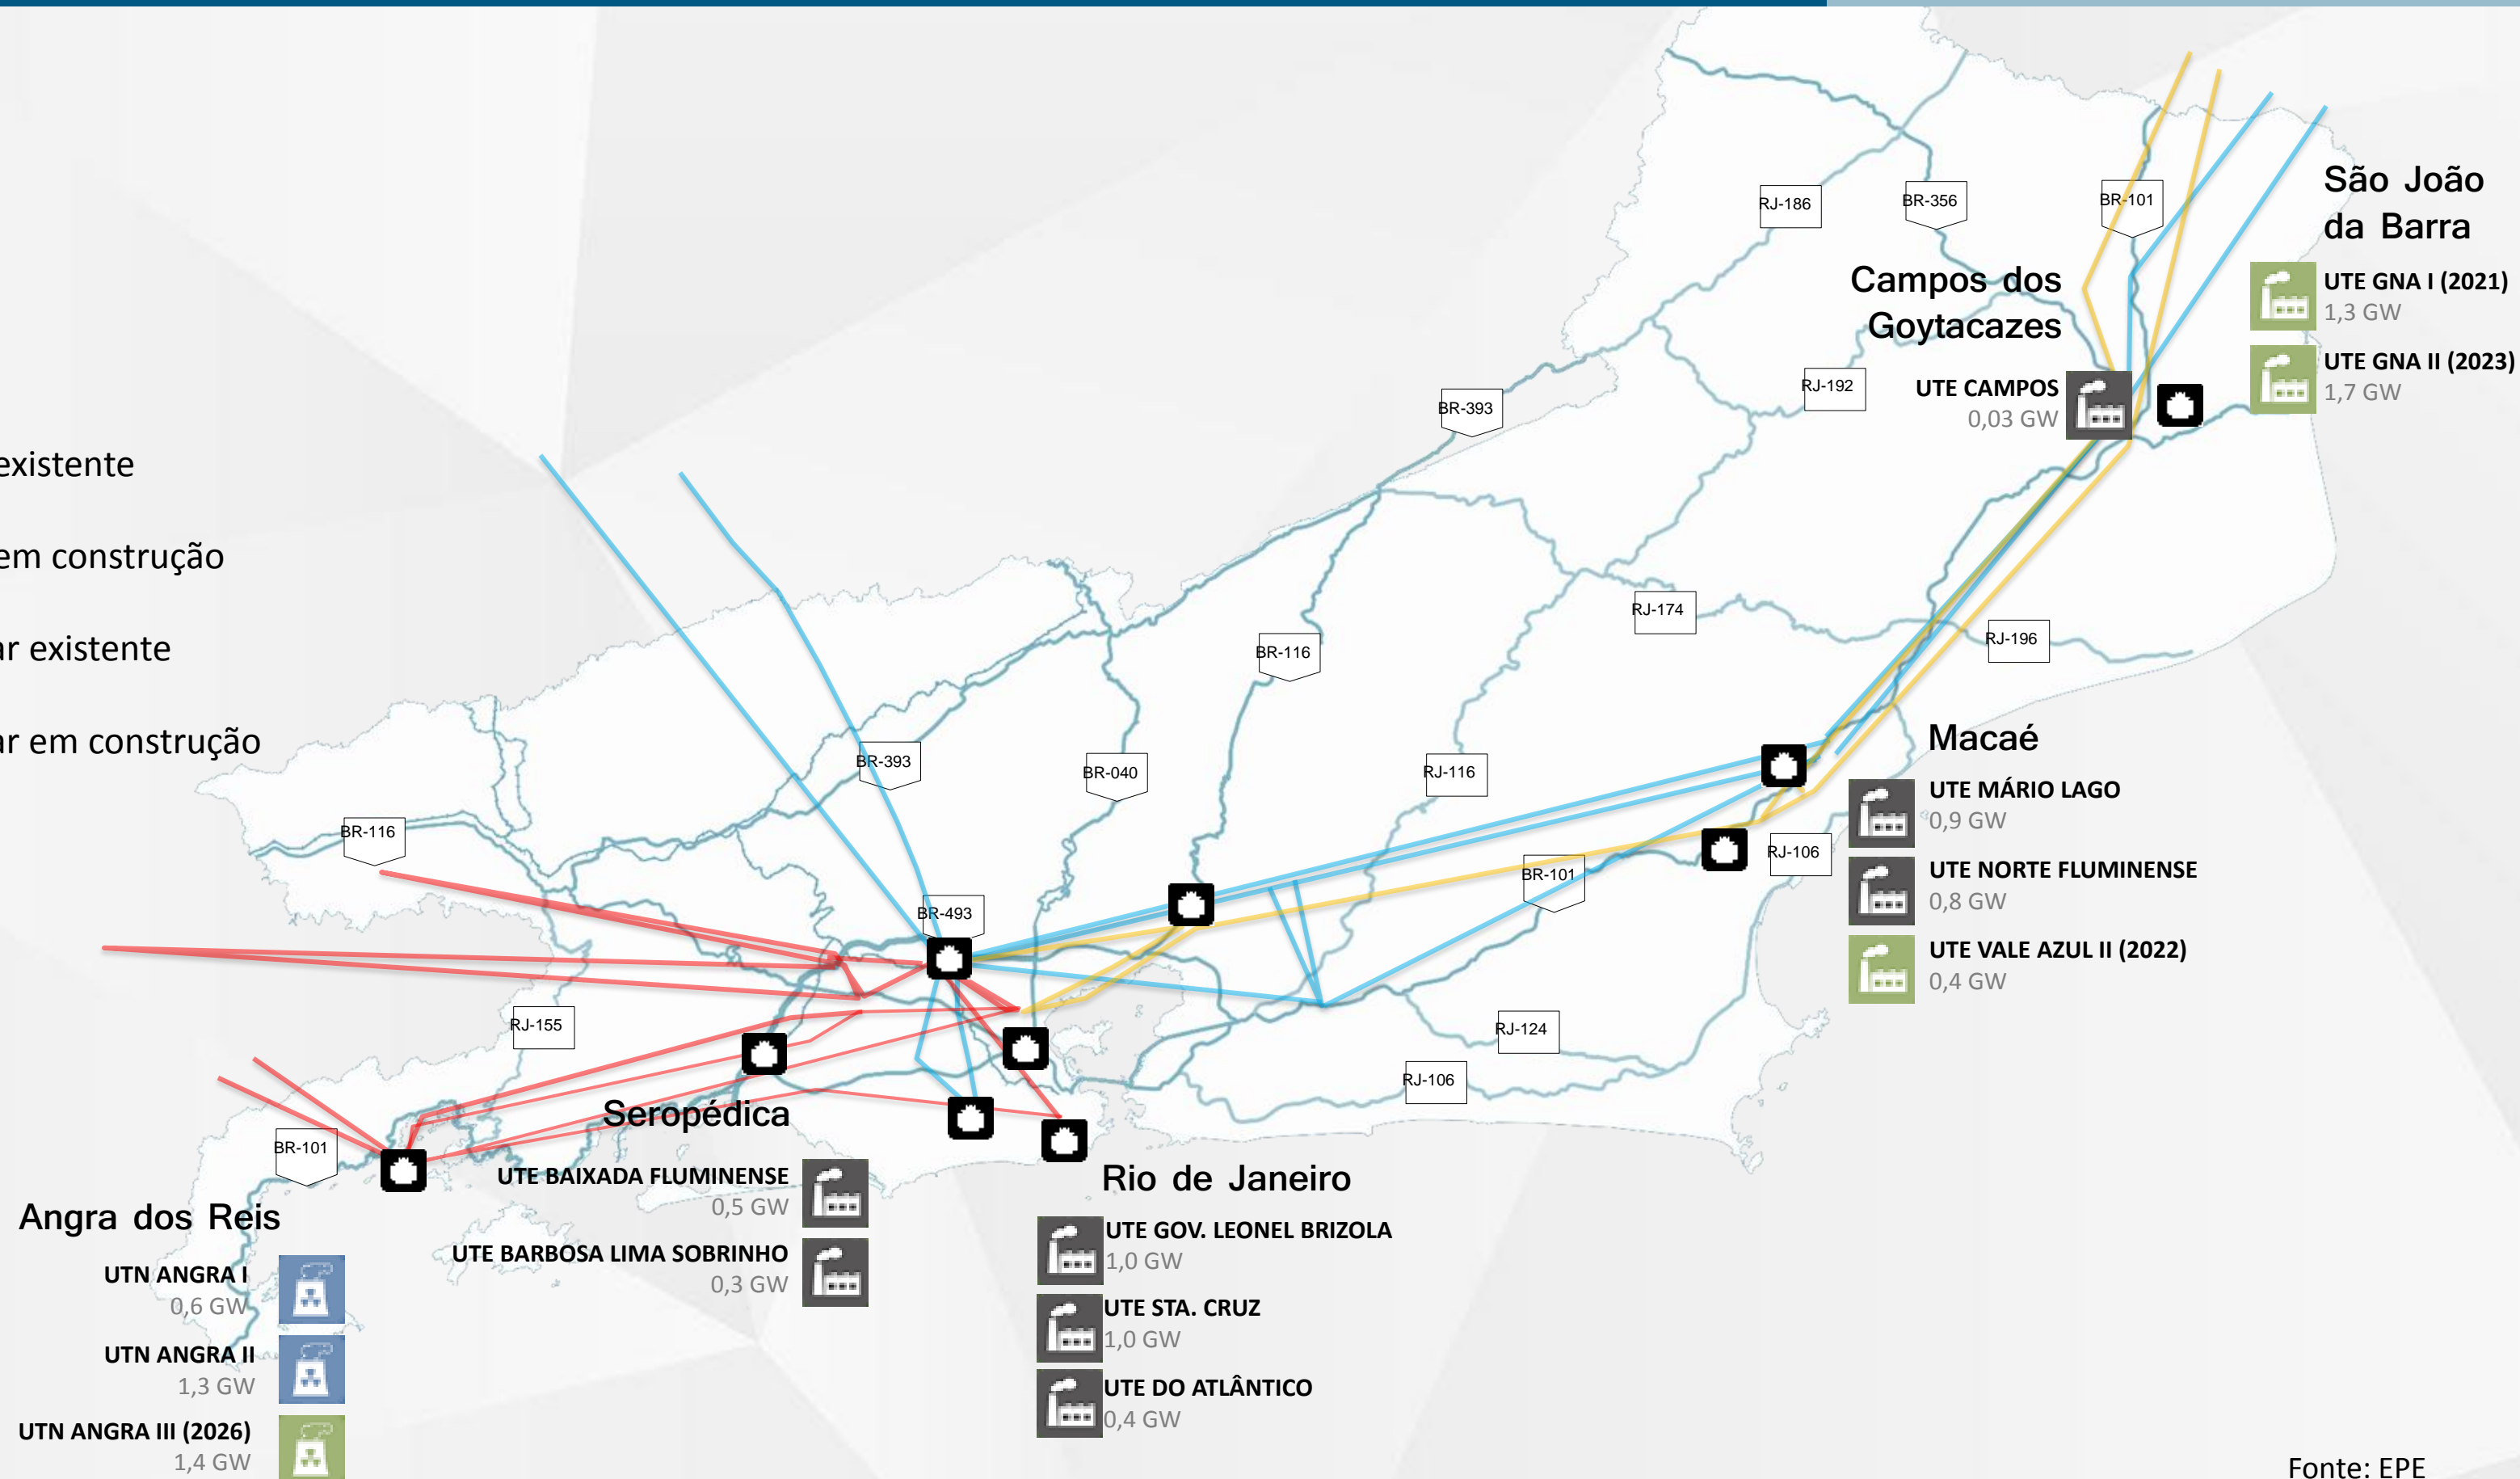 existente
em construção
ar existente
ar em construção
RJ-186
BR-356
BR-101
São João
da Barra
UTE GNA I (2021)
1,3 GW
UTE GNA II (2023)
1,7 GW
Campos dos
Goytacazes
UTE CAMPOS
0,03 GW
RJ-192
BR-393
RJ-174
RJ-196
BR-116
BR-393
BR-040
RJ-116
BR-116
BR-493
BR-101
RJ-106
Macaé
UTE MÁRIO LAGO
0,9 GW
UTE NORTE FLUMINENSE
0,8 GW
UTE VALE AZUL II (2022)
0,4 GW
RJ-155
RJ-124
RJ-106
BR-101
Seropédica
UTE BAIXADA FLUMINENSE
0,5 GW
UTE BARBOSA LIMA SOBRINHO
0,3 GW
Rio de Janeiro
UTE GOV. LEONEL BRIZOLA
1,0 GW
UTE STA. CRUZ
1,0 GW
UTE DO ATLÂNTICO
0,4 GW
Angra dos Reis
UTN ANGRA I
0,6 GW
UTN ANGRA II
1,3 GW
UTN ANGRA III (2026)
1,4 GW
Fonte: EPE